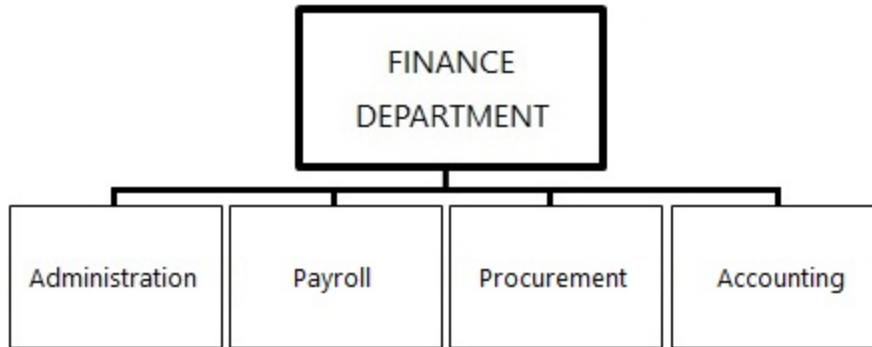 FINANCE
DEPARTMENT
Administration
Payroll
Procurement
Accounting